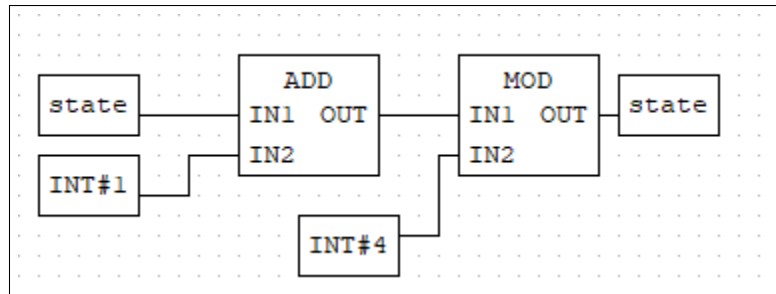 ADD
MOD
state
IN1 OUT
IN1 OUT
state
IN2
IN2
INT#1
INT#4